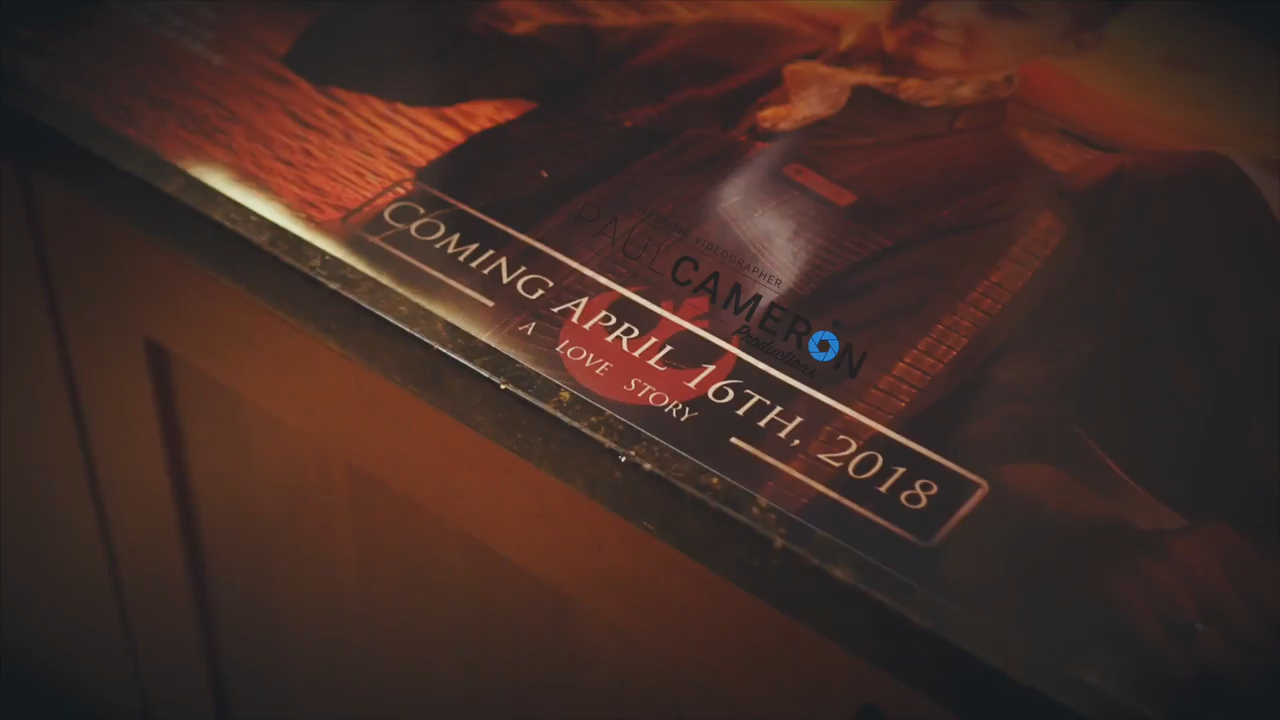 PAUL CAMERON
VIDEOGRAPHER
Productions
COMING APRIL 16TH, 2018
A LOVE STORY